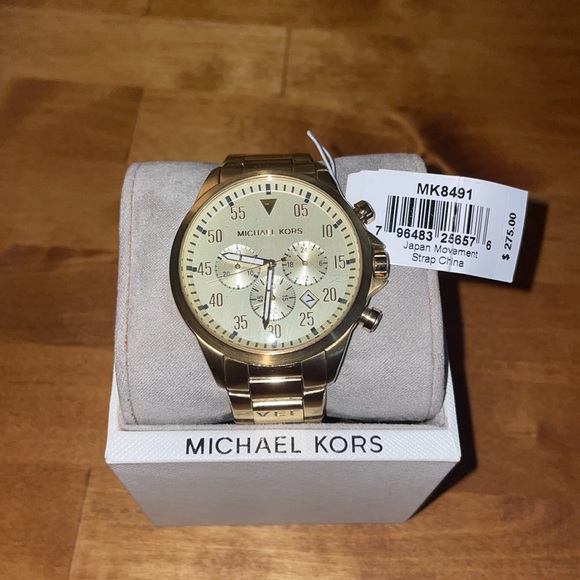 MK8491
7 96483 25657 6
Japan Movement
Strap China
$ 275.00
55 05
MICHAEL KORS
50 10
45 15
40 20
35 25
30
7
MICHAEL KORS